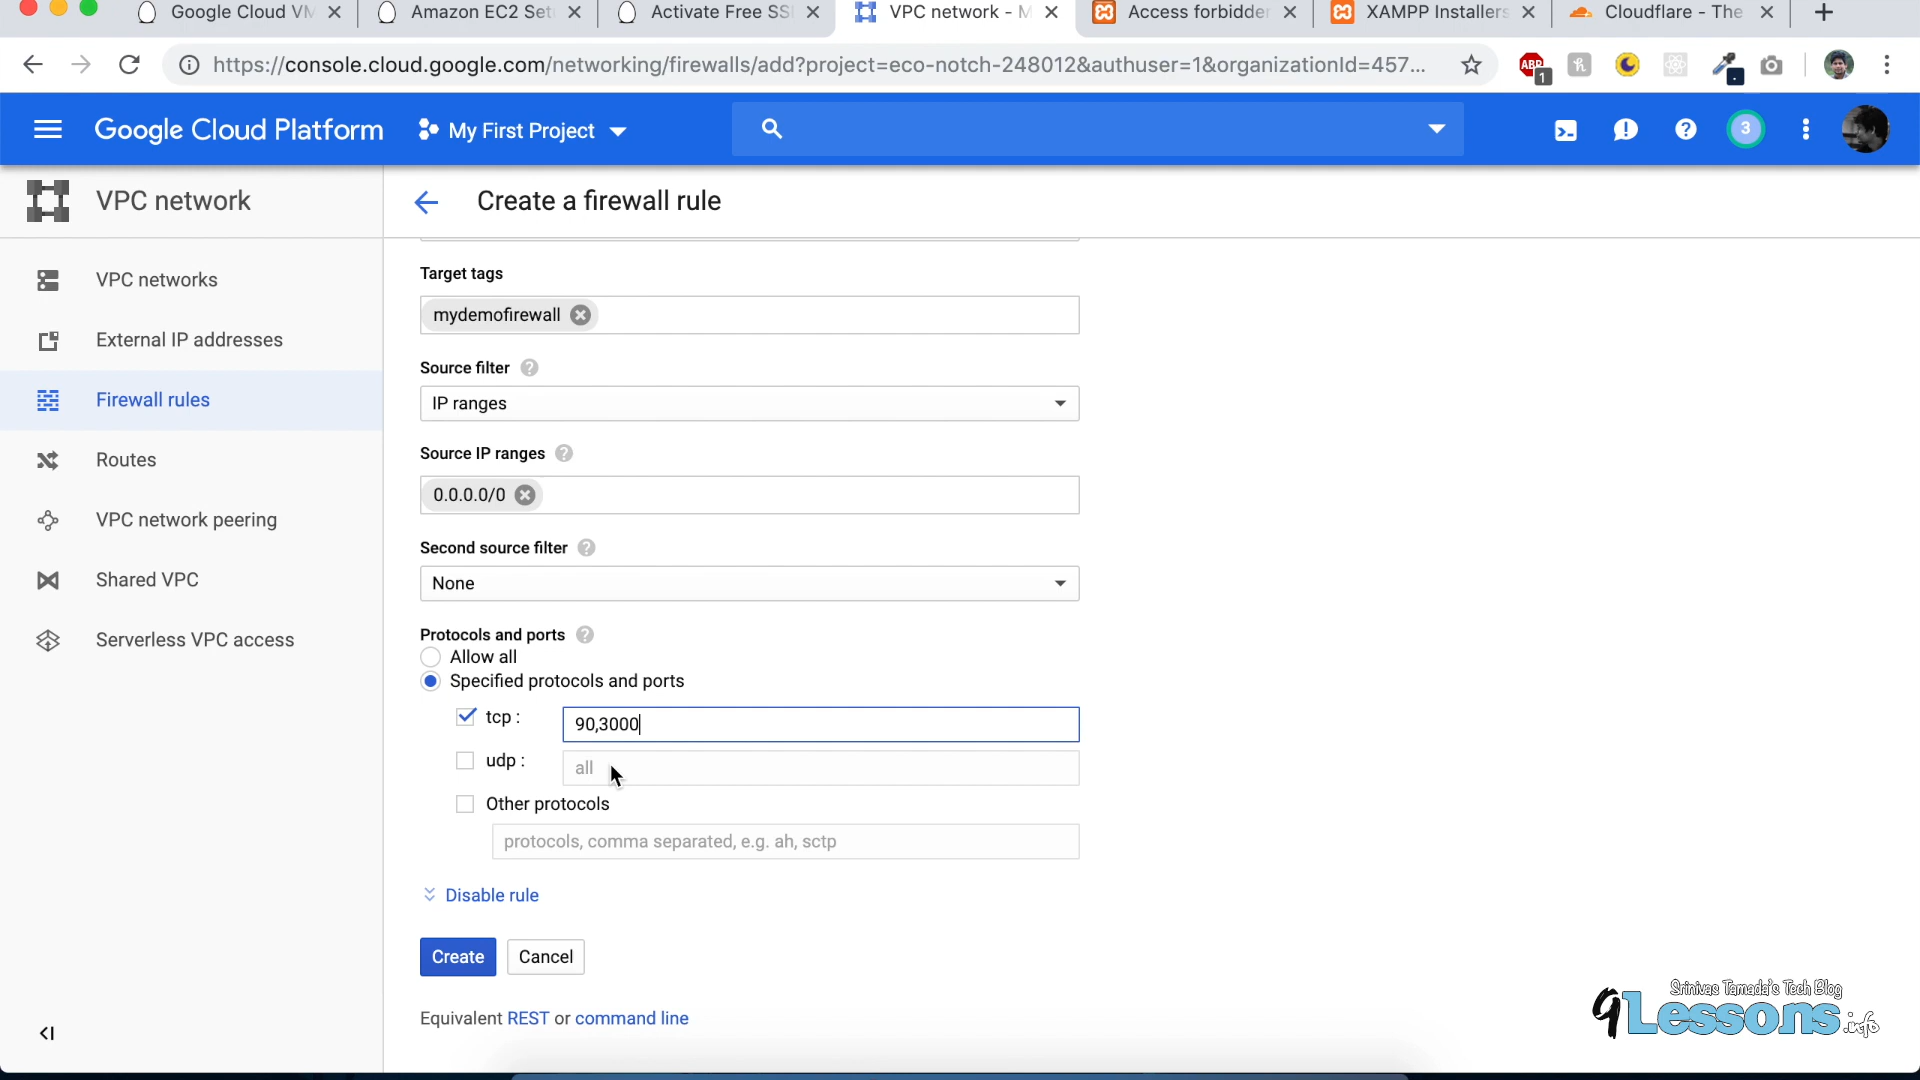 Google Cloud VM
Amazon EC2 Set
Activate Free SS
VPC network - M
Access forbidde
XAMPP Installers
Cloudflare - The
https://console.cloud.google.com/networking/firewalls/add?project=eco-notch-248012&authuser=1&organizationId=457...
ABP
1
Google Cloud Platform
My First Project
3
VPC network
Create a firewall rule
VPC networks
External IP addresses
Firewall rules
Routes
VPC network peering
Shared VPC
Serverless VPC access
Target tags
mydemofirewall
Source filter
IP ranges
Source IP ranges
0.0.0.0/0
Second source filter
None
Protocols and ports
Allow all
Specified protocols and ports
tcp :
90,3000
udp :
all
Other protocols
protocols, comma separated, e.g. ah, sctp
Disable rule
Create
Cancel
Equivalent REST or command line
Srinivas Tamada's Tech Blog
9Lessons.info